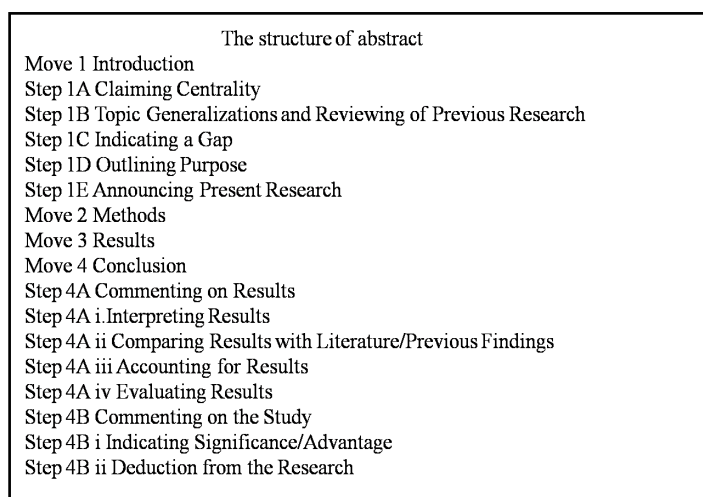 The structure of abstract
Move 1 Introduction
Step 1A Claiming Centrality
Step 1B Topic Generalizations and Reviewing of Previous Research
Step 1C Indicating a Gap
Step 1D Outlining Purpose
Step 1E Announcing Present Research
Move 2 Methods
Move 3 Results
Move 4 Conclusion
Step 4A Commenting on Results
Step 4A i.Interpreting Results
Step 4A ii Comparing Results with Literature/Previous Findings
Step 4A iii Accounting for Results
Step 4A iv Evaluating Results
Step 4B Commenting on the Study
Step 4B i Indicating Significance/Advantage
Step 4B ii Deduction from the Research